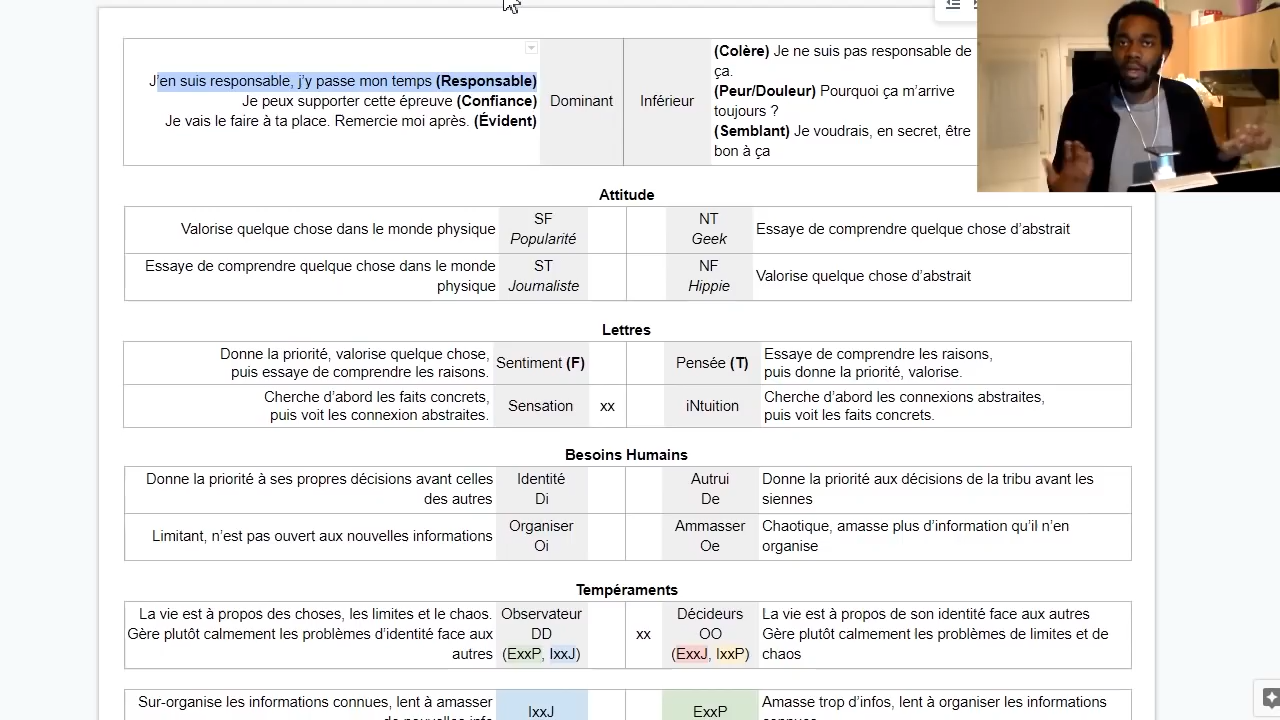 J'en suis responsable, j'y passe mon temps (Responsable)
Je peux supporter cette épreuve (Confiance)
Je vais le faire à ta place. Remercie moi après. (Évident)
Dominant
Inférieur
(Colère) Je ne suis pas responsable de
ça.
(Peur/Douleur) Pourquoi ça m'arrive
toujours ?
(Semblant) Je voudrais, en secret, être
bon à ça
Attitude
Valorise quelque chose dans le monde physique
SF
Popularité
NT
Geek
Essaye de comprendre quelque chose d'abstrait
Essaye de comprendre quelque chose dans le monde
physique
ST
Journaliste
NF
Hippie
Valorise quelque chose d'abstrait
Lettres
Donne la priorité, valorise quelque chose,
puis essaye de comprendre les raisons.
Sentiment (F)
Pensée (T)
Essaye de comprendre les raisons,
puis donne la priorité, valorise.
Cherche d'abord les faits concrets,
puis voit les connexion abstraites.
Sensation
xx
iNtuition
Cherche d'abord les connexions abstraites,
puis voit les faits concrets.
Besoins Humains
Donne la priorité à ses propres décisions avant celles
des autres
Identité
Di
Autrui
De
Donne la priorité aux décisions de la tribu avant les
siennes
Limitant, n'est pas ouvert aux nouvelles informations
Organiser
Oi
Ammasser
Oe
Chaotique, amasse plus d'information qu'il n'en
organise
Tempéraments
La vie est à propos des choses, les limites et le chaos.
Gère plutôt calmement les problèmes d'identité face aux
autres
Observateur
DD
(ExxP, IxxJ)
xx
Décideurs
OO
(ExxJ, IxxP)
La vie est à propos de son identité face aux autres
Gère plutôt calmement les problèmes de limites et de
chaos
Sur-organise les informations connues, lent à amasser
de nouvelles info
IxxJ
ExxP
Amasse trop d'infos, lent à organiser les informations
connues